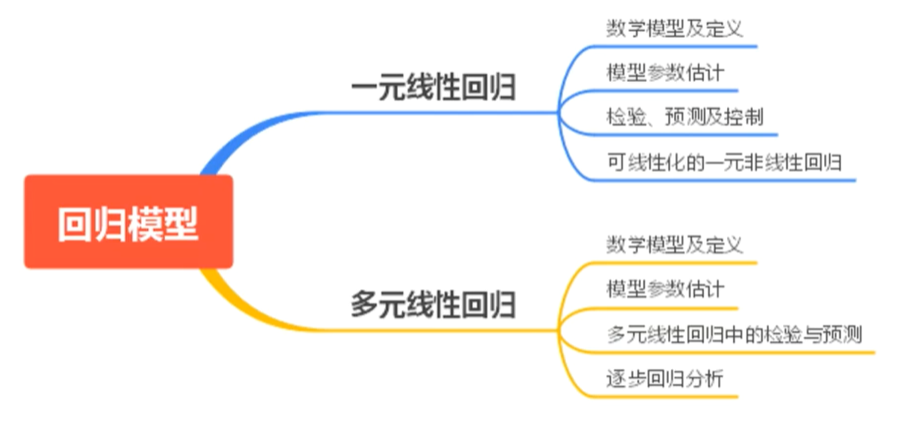 回归模型
一元线性回归
数学模型及定义
模型参数估计
检验、预测及控制
可线性化的一元非线性回归
多元线性回归
数学模型及定义
模型参数估计
多元线性回归中的检验与预测
逐步回归分析